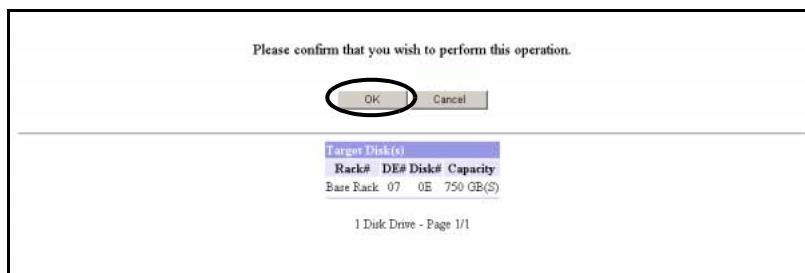 Please confirm that you wish to perform this operation.
OK Cancel
Target Disk(s)
Rack# DE# Disk# Capacity
Base Rack 07 0E 750 GB(S)
1 Disk Drive - Page 1/1